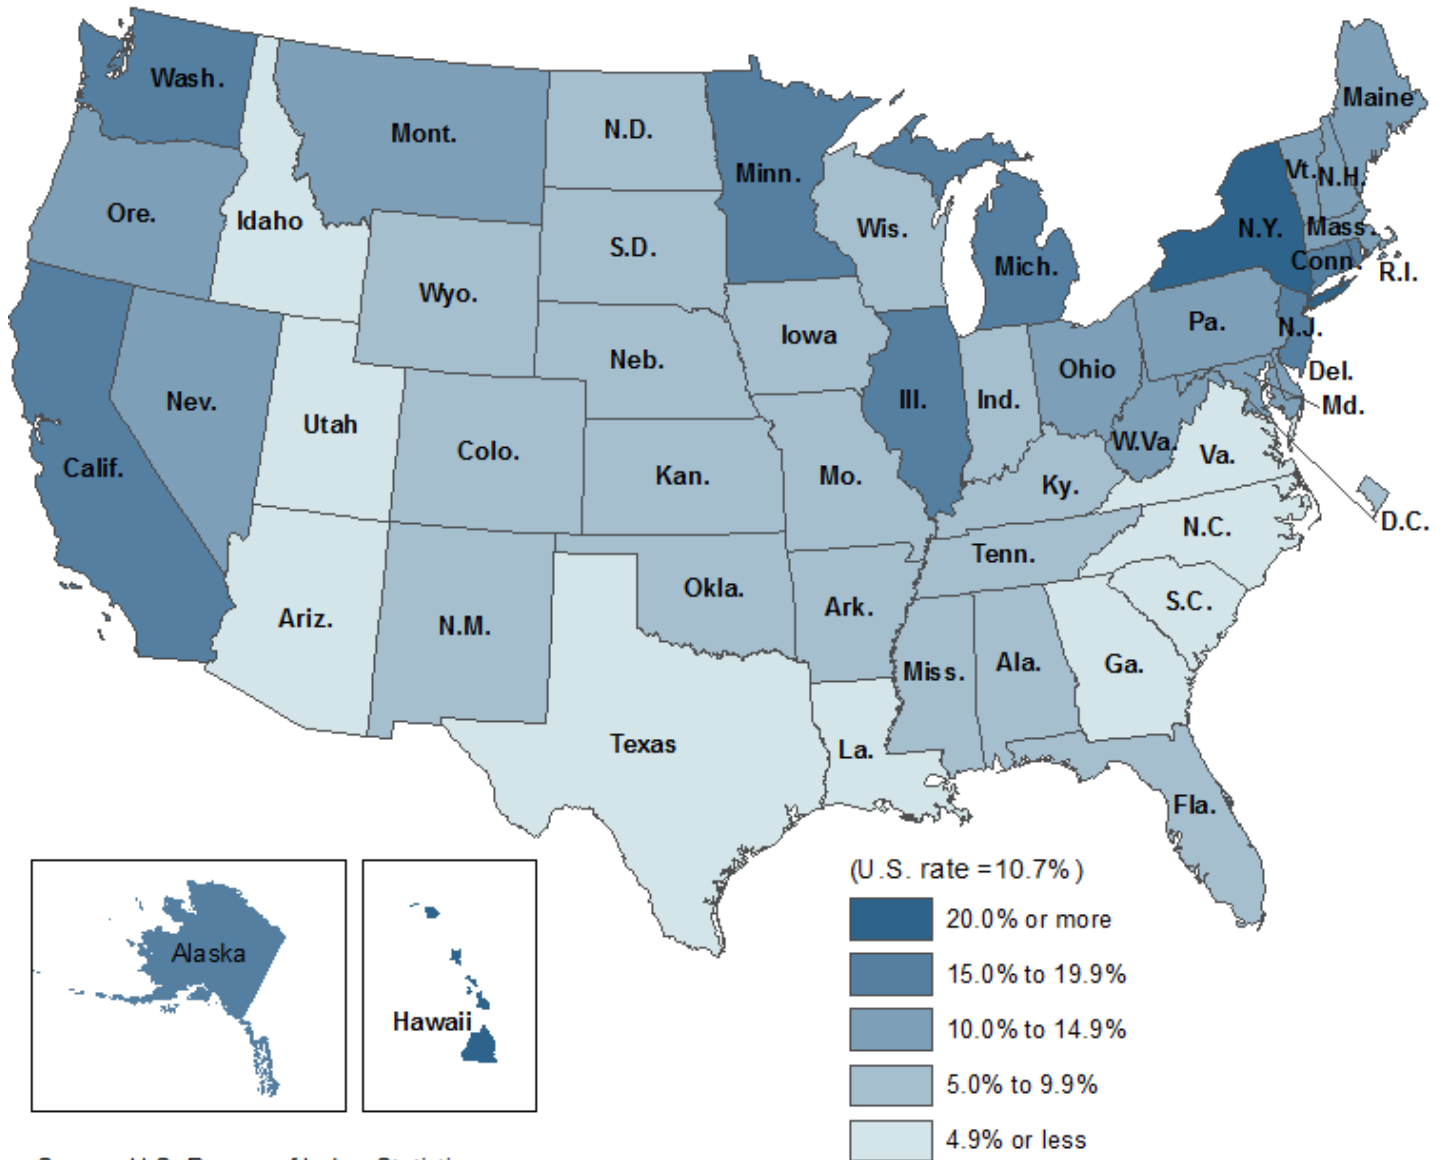 Wash.
Mont.
N.D.
Minn.
Maine
Vt.
N.H.
Ore.
Idaho
Wis.
N.Y.
Mass.
S.D.
Mich.
Conn.
R.I.
Wyo.
Iowa
Pa.
N.J.
Neb.
Ohio
Del.
Nev.
Ill.
Ind.
Md.
Utah
Colo.
W.Va.
Va.
Calif.
Kan.
Mo.
Ky.
D.C.
N.C.
Tenn.
Okla.
Ark.
S.C.
Ariz.
N.M.
Miss.
Ala.
Ga.
Texas
La.
Fla.
Alaska
Hawaii
(U.S. rate =10.7%)
20.0% or more
15.0% to 19.9%
10.0% to 14.9%
5.0% to 9.9%
4.9% or less